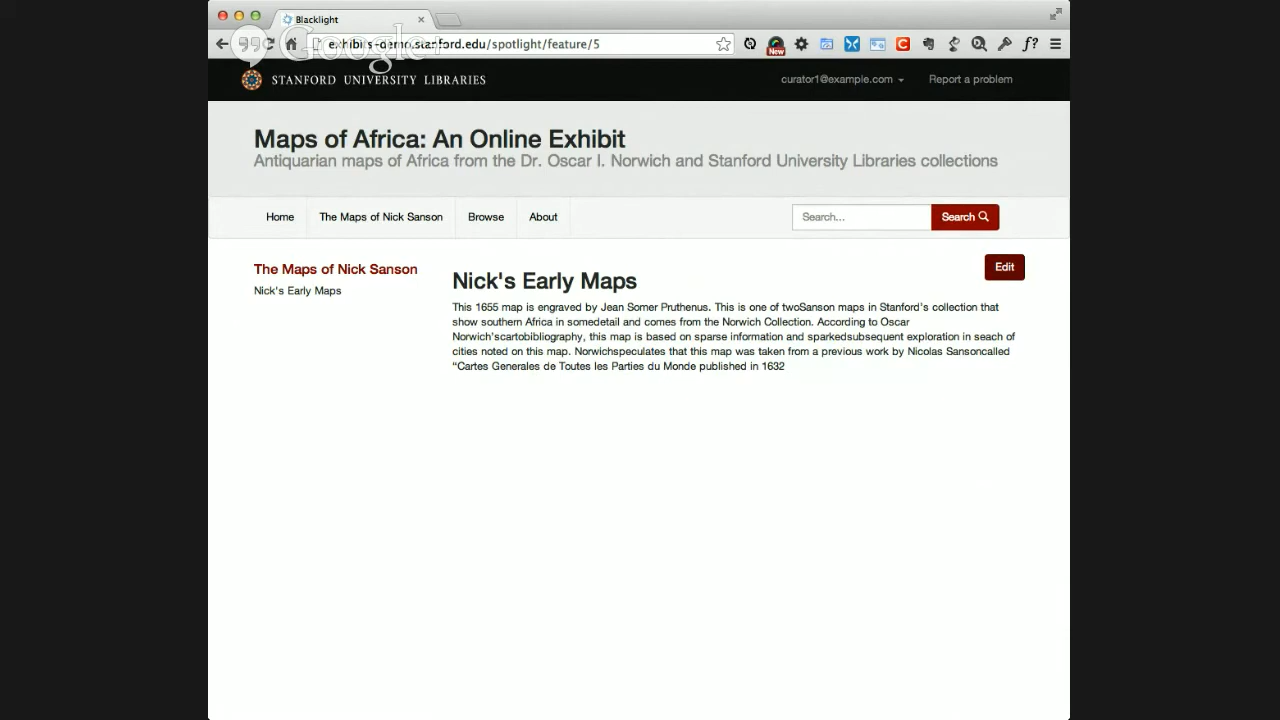 Blacklight
Google+
exhibits-demo.stanford.edu/spotlight/feature/5
New
f?
STANFORD UNIVERSITY LIBRARIES
curator1@example.com
Report a problem
Maps of Africa: An Online Exhibit
Antiquarian maps of Africa from the Dr. Oscar I. Norwich and Stanford University Libraries collections
Home
The Maps of Nick Sanson
Browse
About
Search...
Search
The Maps of Nick Sanson
Nick's Early Maps
Edit
Nick's Early Maps
This 1655 map is engraved by Jean Somer Pruthenus. This is one of twoSanson maps in Stanford's collection that
show southern Africa in somedetail and comes from the Norwich Collection. According to Oscar
Norwich'scartobibliography, this map is based on sparse information and sparkedsubsequent exploration in seach of
cities noted on this map. Norwichspeculates that this map was taken from a previous work by Nicolas Sansoncalled
“Cartes Generales de Toutes les Parties du Monde published in 1632